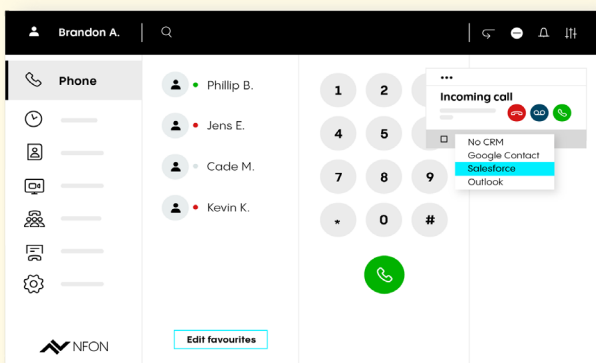 Brandon A.
Phone
Phillip B.
Jens E.
Cade M.
Kevin K.
1 2
4 5
7 8 9
* 0 #
Incoming call
No CRM
Google Contact
Salesforce
Outlook
Edit favourites
NFON